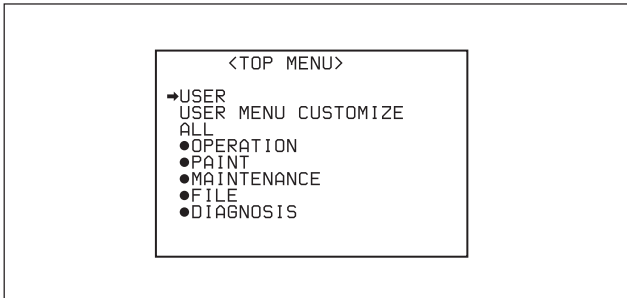 <TOP MENU>
➡USER
USER MENU CUSTOMIZE
ALL
●OPERATION
●PAINT
●MAINTENANCE
●FILE
●DIAGNOSIS